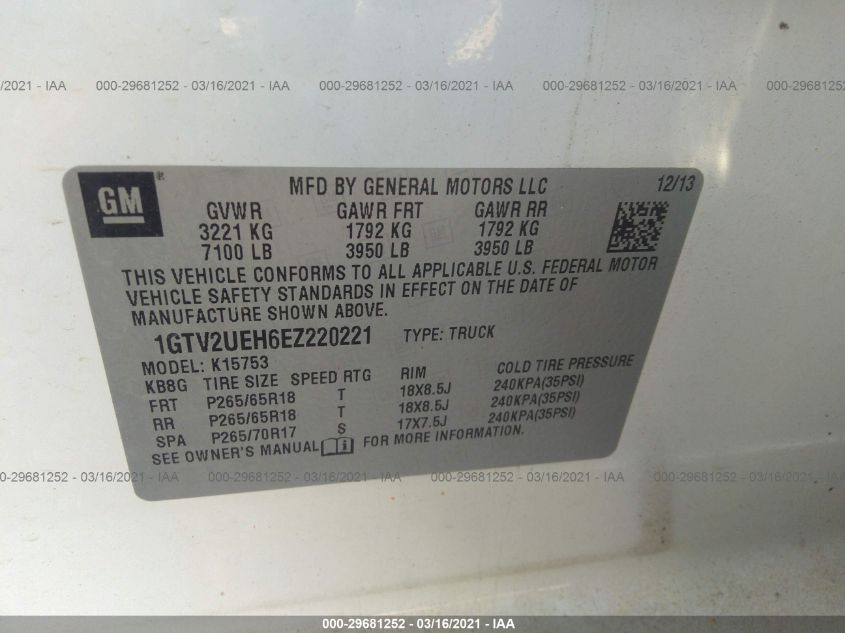 /2021 - IAA 000-29681252 - 03/16/2021 - IAA 000-29681252 - 03/16/2021 - IAA 000-29681252 - 03/16/2021 - IAA 000-29681252 -
GM ® MFD BY GENERAL MOTORS LLC 12/13
GVWR GAWR FRT GAWR RR
3221 KG 1792 KG 1792 KG
7100 LB 3950 LB 3950 LB
THIS VEHICLE CONFORMS TO ALL APPLICABLE U.S. FEDERAL MOTOR
VEHICLE SAFETY STANDARDS IN EFFECT ON THE DATE OF
MANUFACTURE SHOWN ABOVE.
1GTV2UEH6EZ220221 TYPE: TRUCK
MODEL: K15753
KB8G TIRE SIZE SPEED RTG RIM COLD TIRE PRESSURE
FRT P265/65R18 T 18X8.5J 240KPA(35PSI)
RR P265/65R18 T 18X8.5J 240KPA(35PSI)
SPA P265/70R17 S 17X7.5J 240KPA(35PSI)
SEE OWNER'S MANUAL i FOR MORE INFORMATION.
0-29681252 - 03/16/2021 - IAA 000-29681252 - 03/16/2021 - IAA 000-29681252 - 03/16/2021 - IAA 000-29681252 - 03/16/2021 - IAA
000-29681252 - 03/16/2021 - IAA